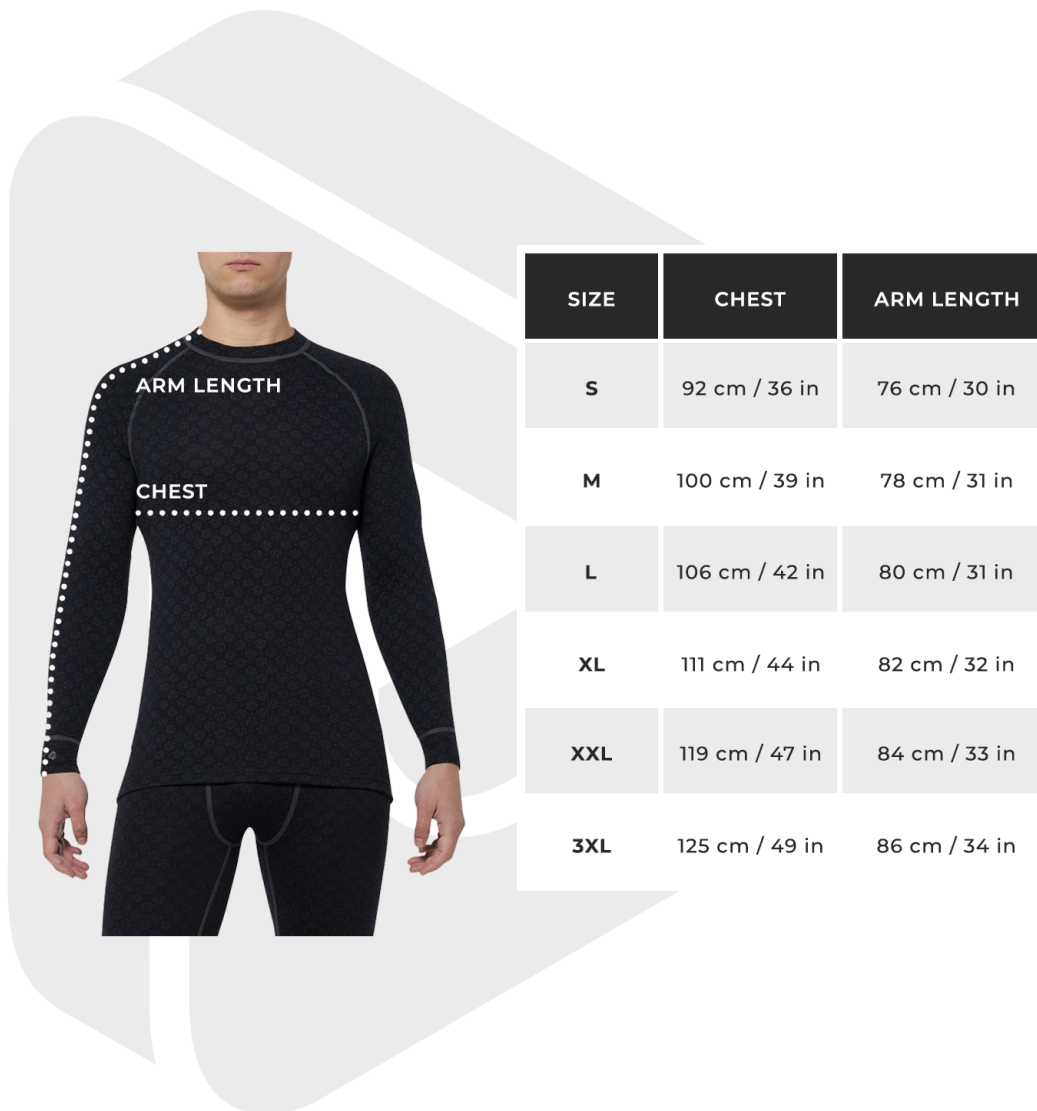 ARM LENGTH
CHEST
SIZE CHEST ARM LENGTH
S 92 cm / 36 in 76 cm / 30 in
M 100 cm / 39 in 78 cm / 31 in
L 106 cm / 42 in 80 cm / 31 in
XL 111 cm / 44 in 82 cm / 32 in
XXL 119 cm / 47 in 84 cm / 33 in
3XL 125 cm / 49 in 86 cm / 34 in